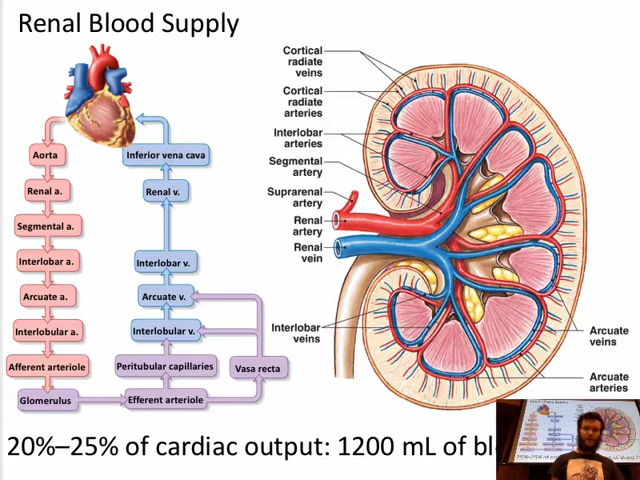 Renal Blood Supply
Aorta
Renal a.
Segmental a.
Interlobar a.
Arcuate a.
Interlobular a.
Afferent arteriole
Glomerulus
Inferior vena cava
Renal v.
Interlobar v.
Arcuate v.
Interlobular v.
Peritubular capillaries
Vasa recta
Efferent arteriole
Cortical
radiate
veins
Cortical
radiate
arteries
Interlobar
arteries
Segmental
artery
Suprarenal
artery
Renal
artery
Renal
vein
Interlobar
veins
Arcuate
veins
Arcuate
arteries
20%–25% of cardiac output: 1200 mL of